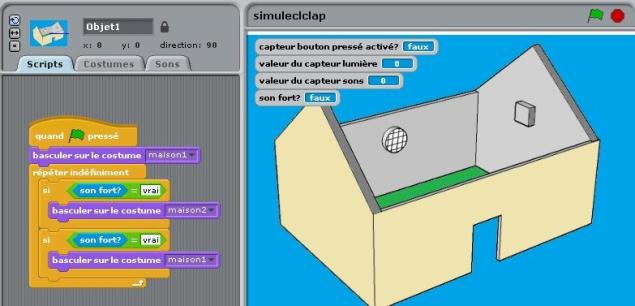 Objet1
x: 0 y: 0 direction: 90
Scripts Costumes Sons
quand pressé
basculer sur le costume maison1
répéter indéfiniment
si son fort? = vrai
basculer sur le costume maison2
si son fort? = vrai
basculer sur le costume maison1
simuleclclap
capteur bouton pressé activé? faux
valeur du capteur lumière 0
valeur du capteur sons 0
son fort? faux